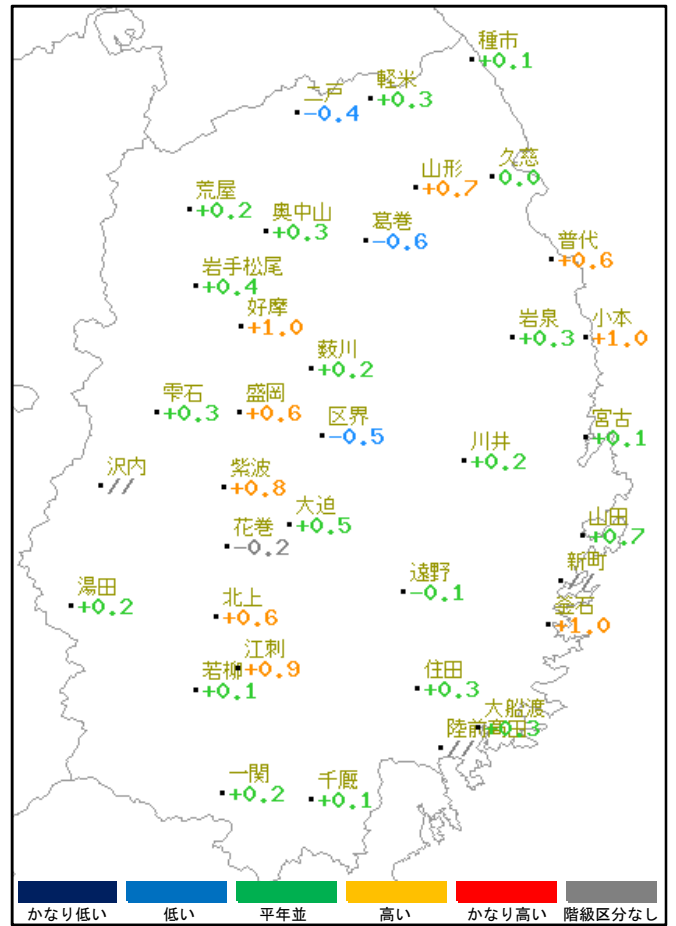 種市
+0.1
軽米
+0.3
二戸
-0.4
久慈
0.0
山形
+0.7
荒屋
+0.2
奥中山
+0.3
葛巻
-0.6
普代
+0.6
岩手松尾
+0.4
好摩
+1.0
岩泉
+0.3
小本
+1.0
薮川
+0.2
雫石
+0.3
盛岡
+0.6
区界
-0.5
宮古
+0.1
川井
+0.2
沢内
//
紫波
+0.8
大迫
+0.5
花巻
-0.2
山田
+0.7
新町
//
遠野
-0.1
湯田
+0.2
北上
+0.6
釜石
+1.0
江刺
+0.9
若柳
+0.1
住田
+0.3
大船渡
+0.3
陸前高田
//
一関
+0.2
千厩
+0.1
かなり低い
低い
平年並
高い
かなり高い
階級区分なし